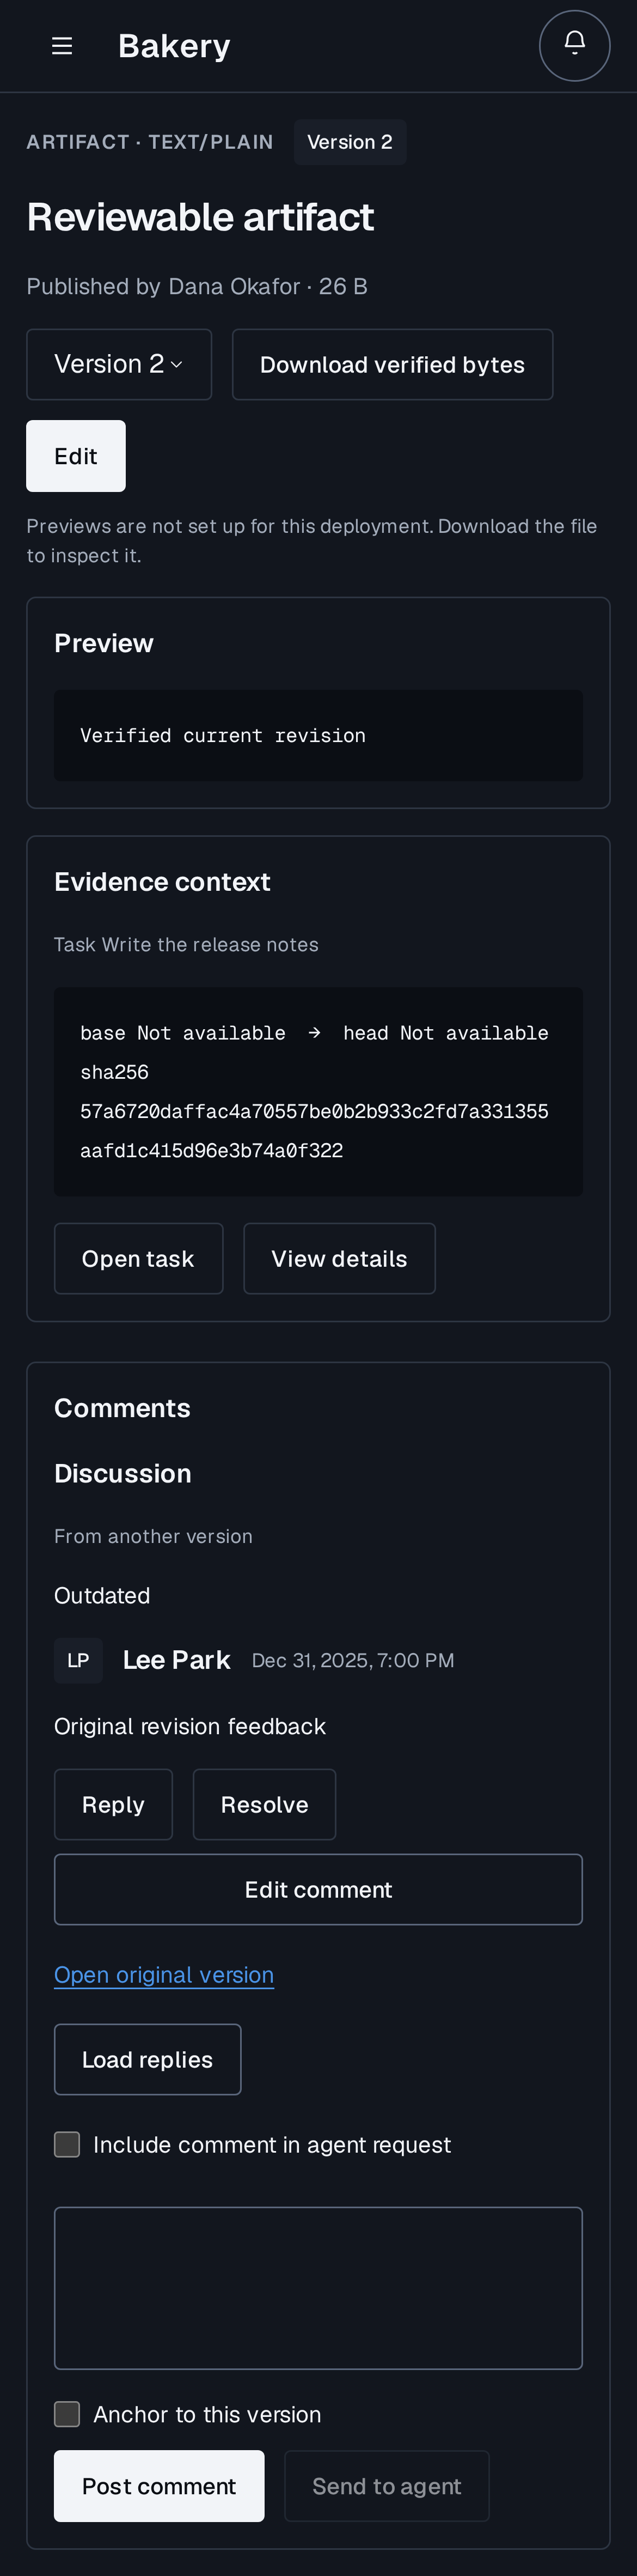 Bakery
ARTIFACT · TEXT/PLAIN Version 2
Reviewable artifact
Published by Dana Okafor · 26 B
Version 2 Download verified bytes
Edit
Previews are not set up for this deployment. Download the file
to inspect it.
Preview
Verified current revision
Evidence context
Task Write the release notes
base Not available → head Not available
sha256
57a6720daffac4a70557be0b2b933c2fd7a331355
aafd1c415d96e3b74a0f322
Open task View details
Comments
Discussion
From another version
Outdated
LP Lee Park Dec 31, 2025, 7:00 PM
Original revision feedback
Reply Resolve
Edit comment
Open original version
Load replies
Include comment in agent request
Anchor to this version
Post comment Send to agent